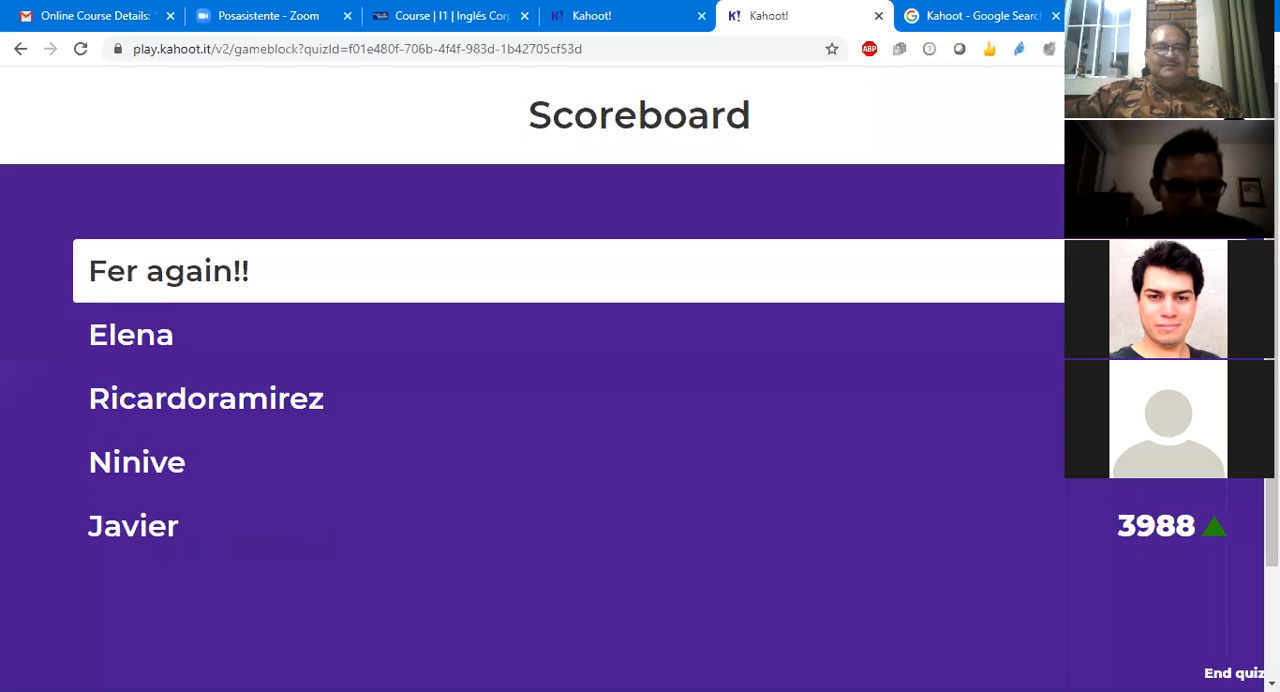 Online Course Details:
Posasistente - Zoom
Course | I1 | Inglés Corp
Kahoot!
Kahoot!
Kahoot - Google Search
play.kahoot.it/v2/gameblock?quizId=f01e480f-706b-4f4f-983d-1b42705cf53d
ABP
Scoreboard
Fer again!!
Elena
Ricardoramirez
Ninive
Javier 3988
End quiz